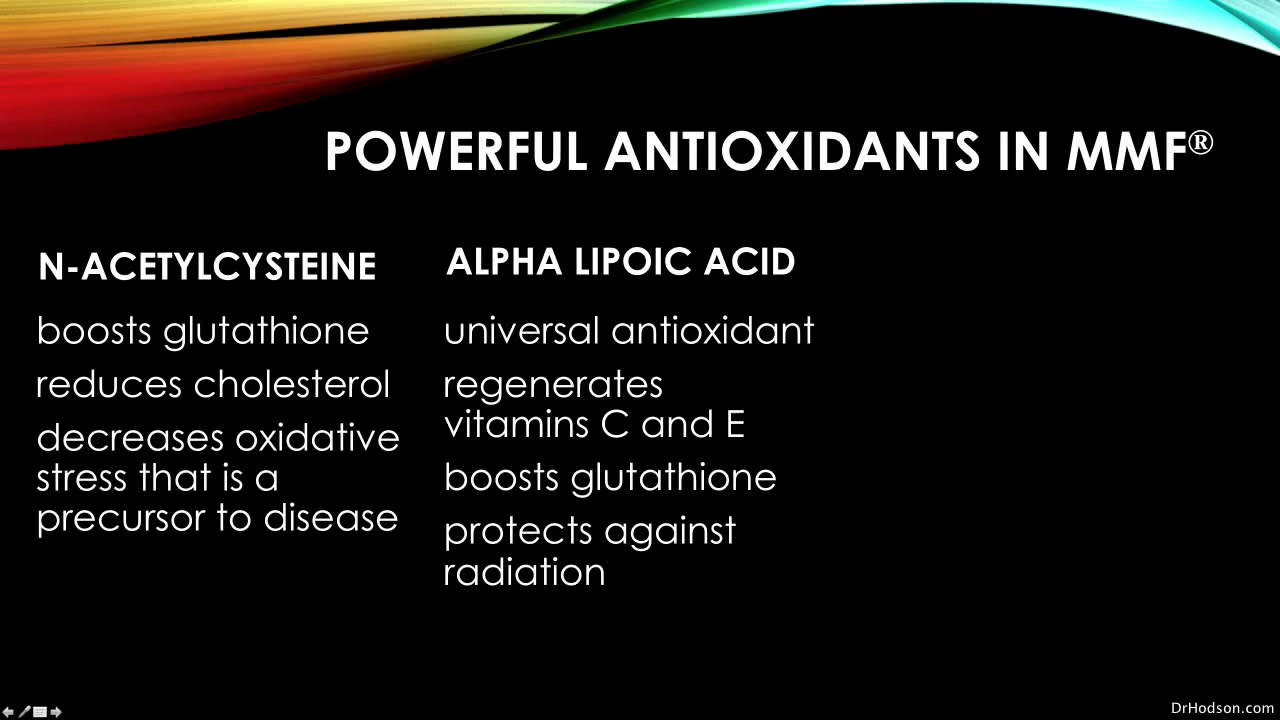 POWERFUL ANTIOXIDANTS IN MMF®
N-ACETYLCYSTEINE
boosts glutathione
reduces cholesterol
decreases oxidative
stress that is a
precursor to disease
ALPHA LIPOIC ACID
universal antioxidant
regenerates
vitamins C and E
boosts glutathione
protects against
radiation
DrHodson.com